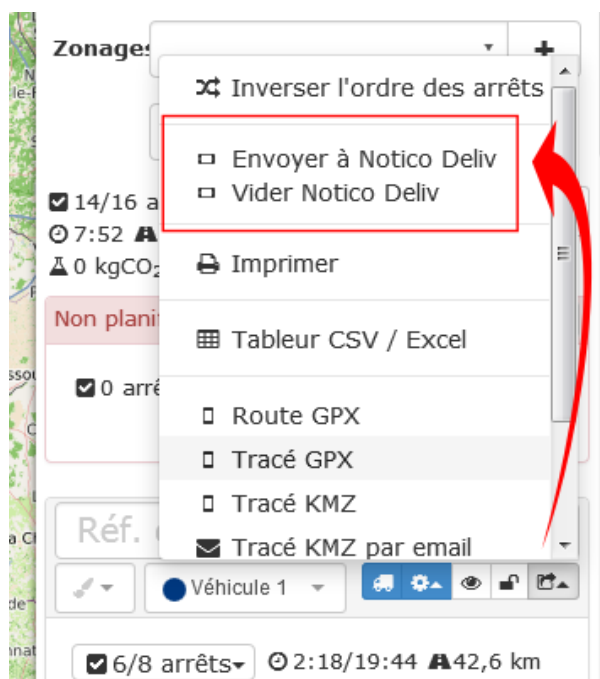 Zonages
Inverser l'ordre des arrêts
Envoyer à Notico Deliv
Vider Notico Deliv
14/16 a
7:52
0 kgCO₂
Imprimer
Non planif
Tableur CSV / Excel
0 arrê
Route GPX
Tracé GPX
Tracé KMZ
Réf.
Tracé KMZ par email
Véhicule 1
6/8 arrêts
2:18/19:44 42,6 km